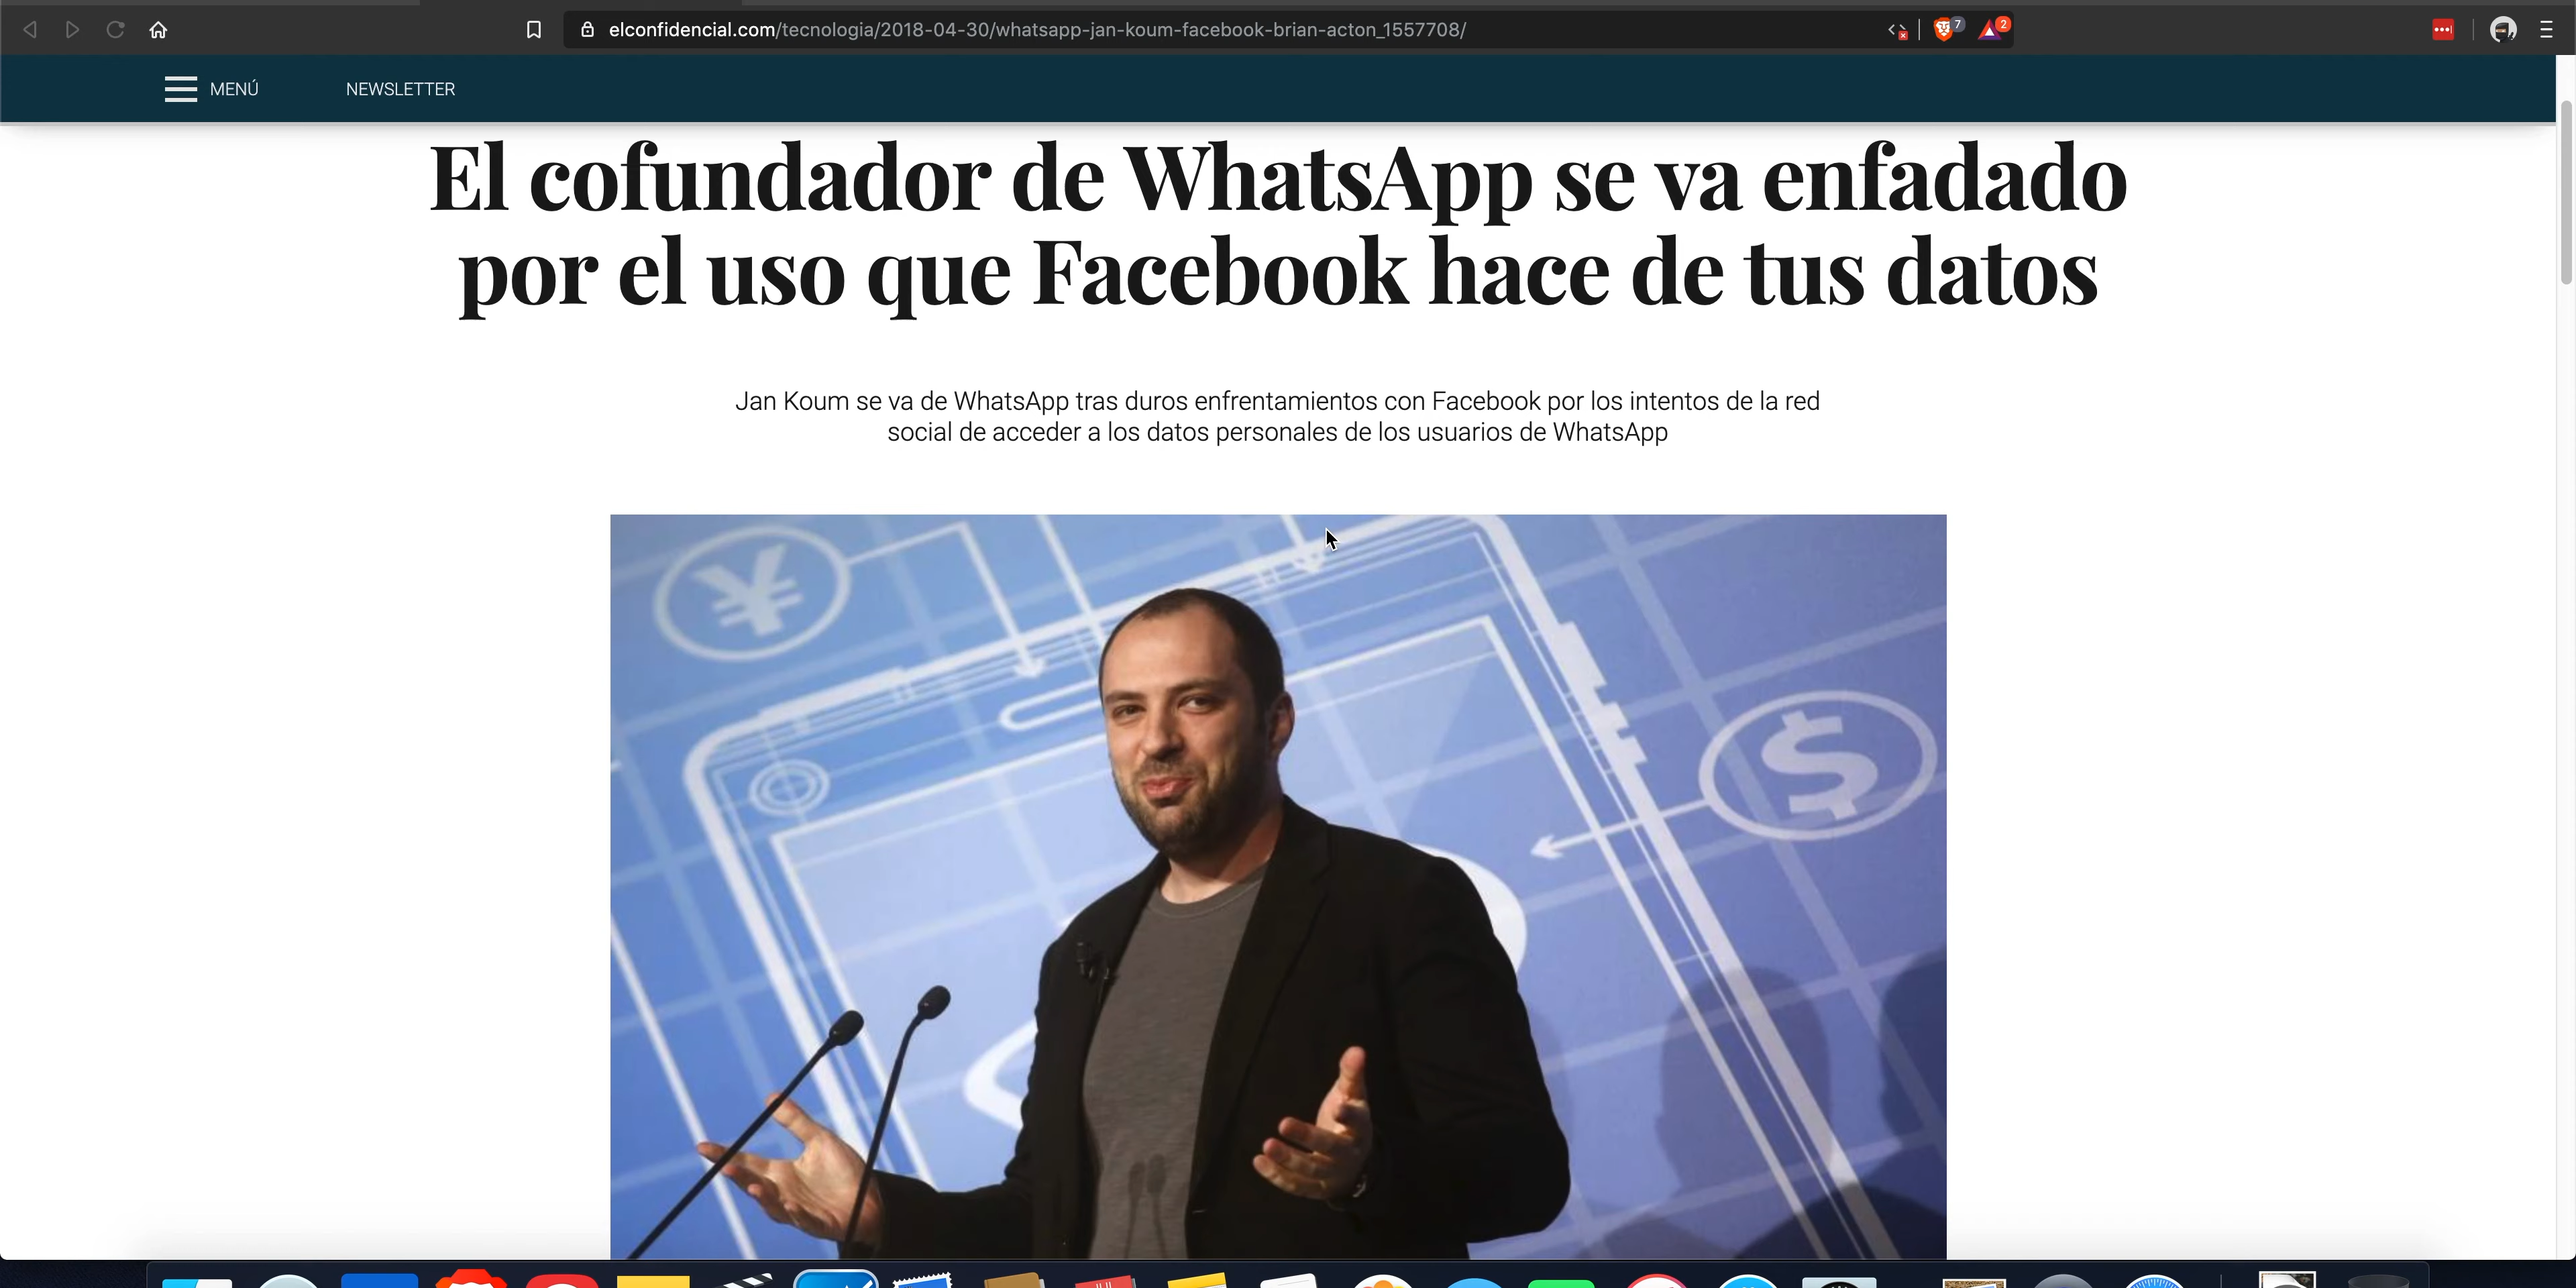 elconfidencial.com/tecnologia/2018-04-30/whatsapp-jan-koum-facebook-brian-acton_1557708/
7
2
MENÚ
NEWSLETTER
El cofundador de WhatsApp se va enfadado
por el uso que Facebook hace de tus datos
Jan Koum se va de WhatsApp tras duros enfrentamientos con Facebook por los intentos de la red
social de acceder a los datos personales de los usuarios de WhatsApp
¥
$